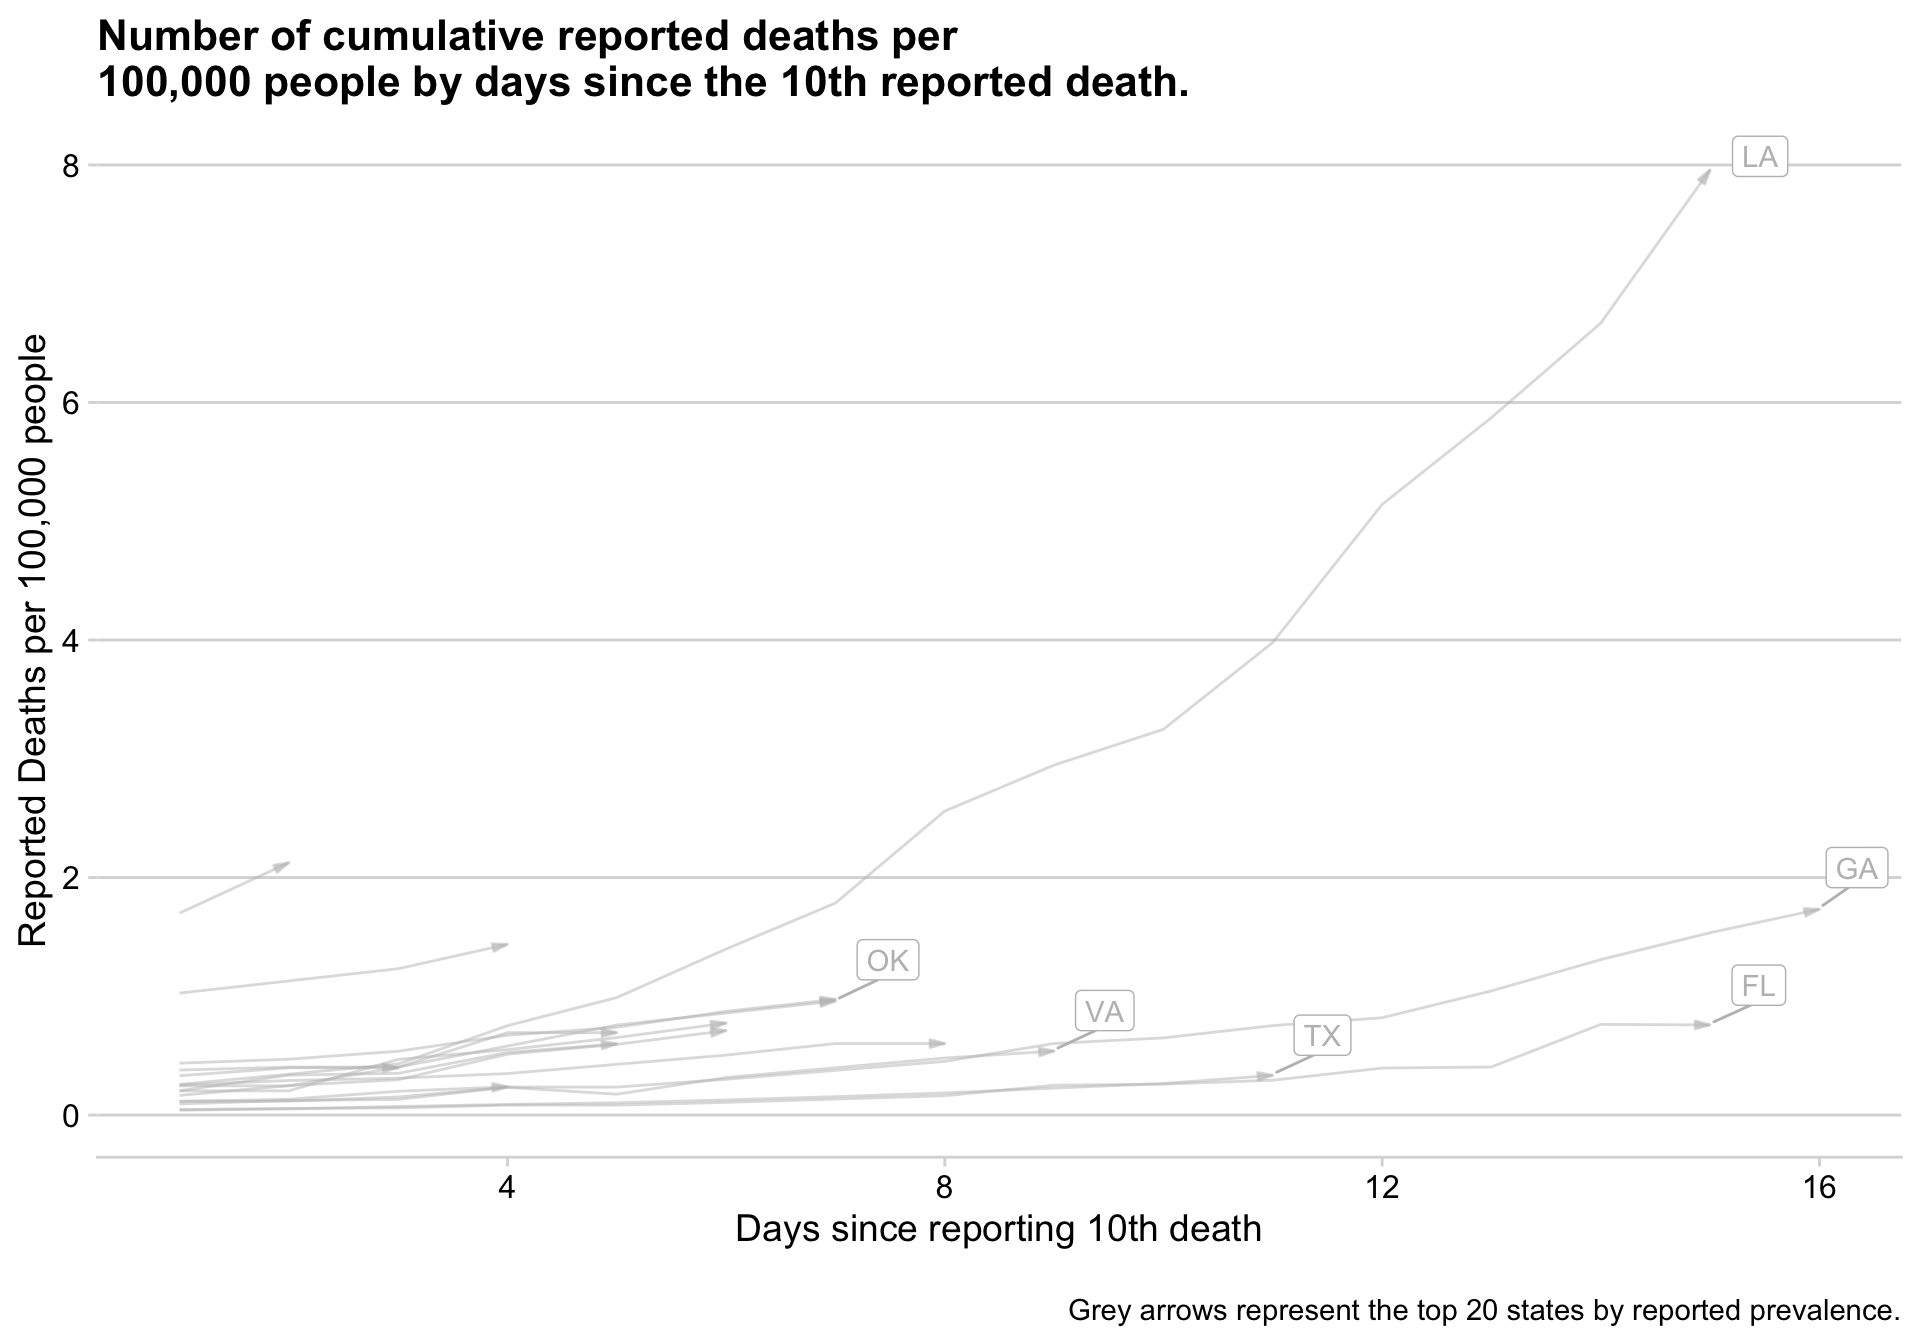 Number of cumulative reported deaths per
100,000 people by days since the 10th reported death.
Reported Deaths per 100,000 people
8
6
4
2
0
LA
GA
OK
FL
VA
TX
4 8 12 16
Days since reporting 10th death
Grey arrows represent the top 20 states by reported prevalence.